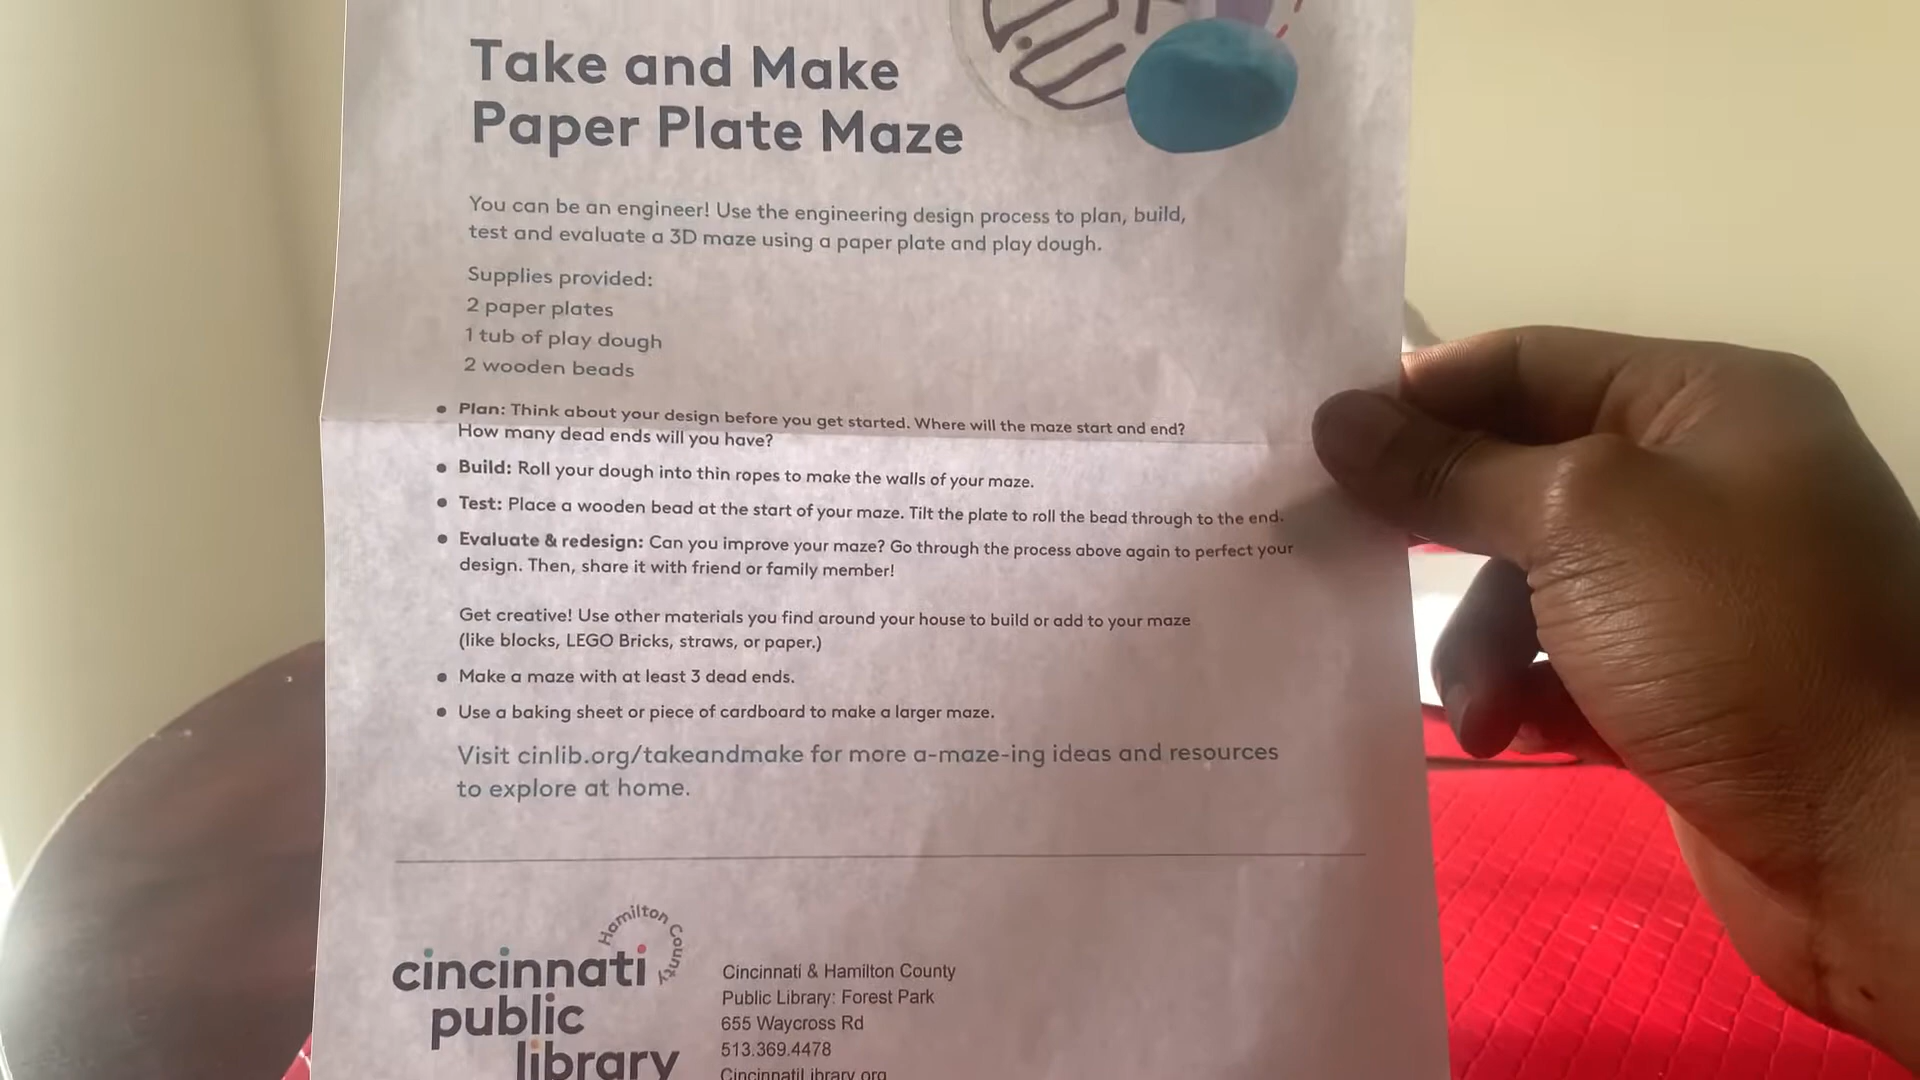 Take and Make
Paper Plate Maze
You can be an engineer! Use the engineering design process to plan, build,
test and evaluate a 3D maze using a paper plate and play dough.
Supplies provided:
2 paper plates
1 tub of play dough
2 wooden beads
• Plan: Think about your design before you get started. Where will the maze start and end?
How many dead ends will you have?
• Build: Roll your dough into thin ropes to make the walls of your maze.
• Test: Place a wooden bead at the start of your maze. Tilt the plate to roll the bead through to the end.
• Evaluate & redesign: Can you improve your maze? Go through the process above again to perfect your
design. Then, share it with friend or family member!
Get creative! Use other materials you find around your house to build or add to your maze
(like blocks, LEGO Bricks, straws, or paper.)
• Make a maze with at least 3 dead ends.
• Use a baking sheet or piece of cardboard to make a larger maze.
Visit cinlib.org/takeandmake for more a-maze-ing ideas and resources
to explore at home.
Hamilton County
cincinnati
public
library
Cincinnati & Hamilton County
Public Library: Forest Park
655 Waycross Rd
513.369.4478
CincinnatiLibrary.org